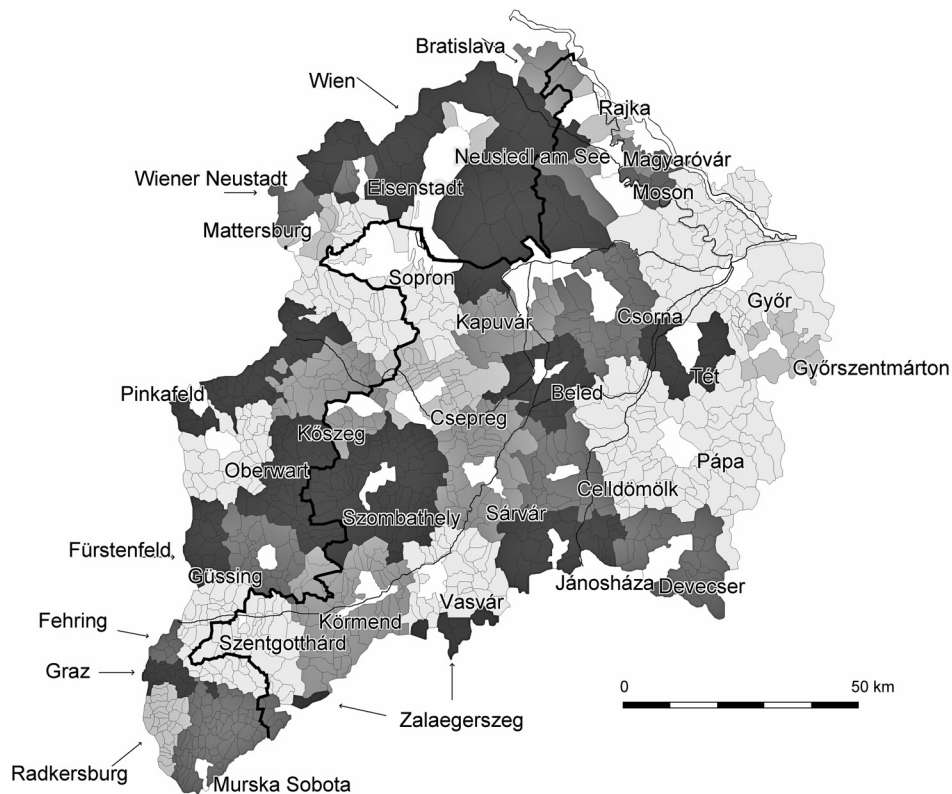 Bratislava
Wien
Rajka
Neusiedl am See
Magyaróvár
Wiener Neustadt
Eisenstadt
Moson
Mattersburg
Sopron
Győr
Kapuvár
Csorna
Győrszentmárton
Tét
Pinkafeld
Beled
Csepreg
Kőszeg
Pápa
Oberwart
Celldömölk
Szombathely
Sárvár
Fürstenfeld
Güssing
Jánosháza
Devecser
Vasvár
Fehring
Körmend
Szentgotthárd
Graz
0 50 km
Zalaegerszeg
Radkersburg
Murska Sobota